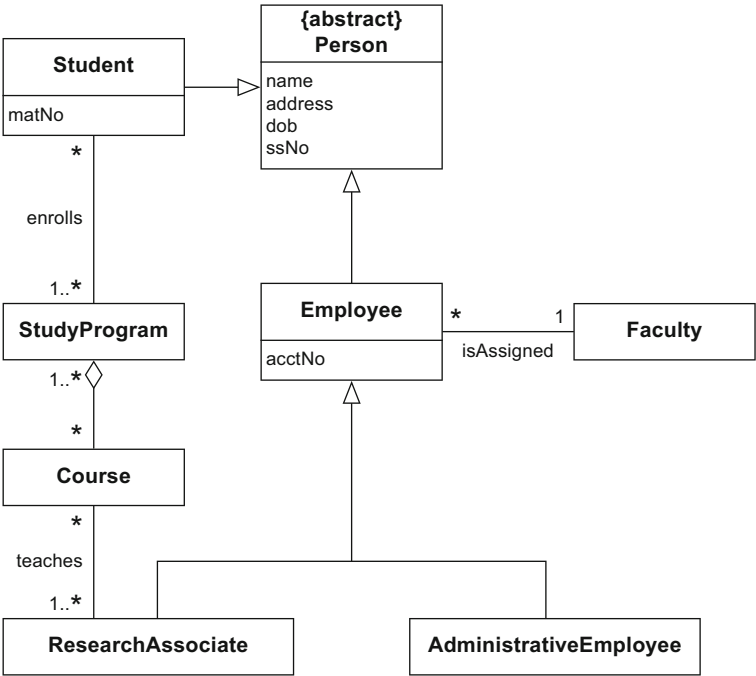 {abstract}
Person
name
address
dob
ssNo
Student
matNo
*
enrolls
1..*
StudyProgram
1..*
*
Course
*
teaches
1..*
ResearchAssociate
Employee
acctNo
*
1
isAssigned
Faculty
AdministrativeEmployee